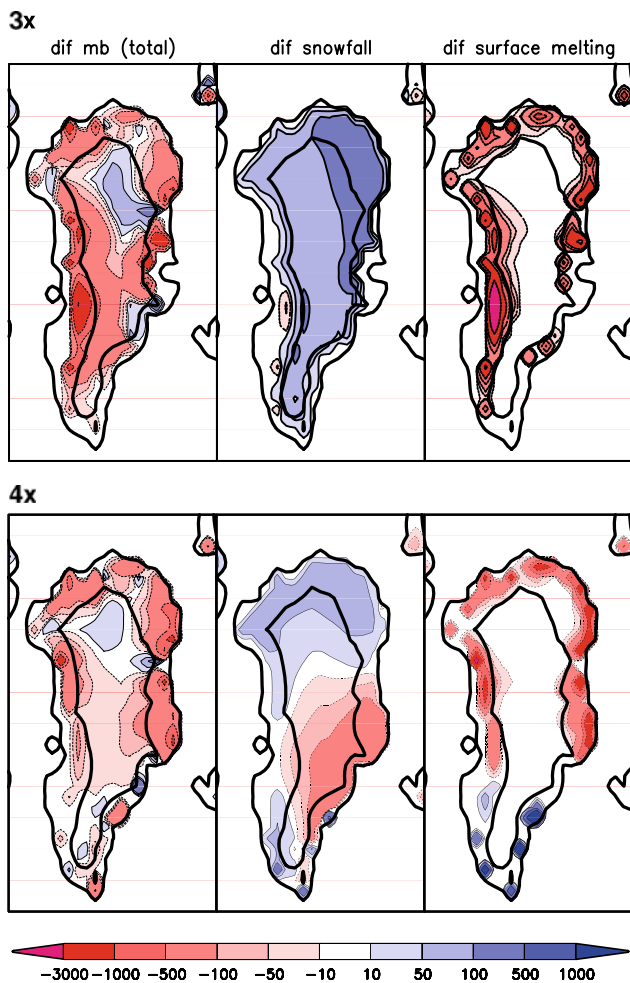 3x
dif mb (total) dif snowfall dif surface melting
4x
−3000 −1000 −500 −100 −50 −10 10 50 100 500 1000